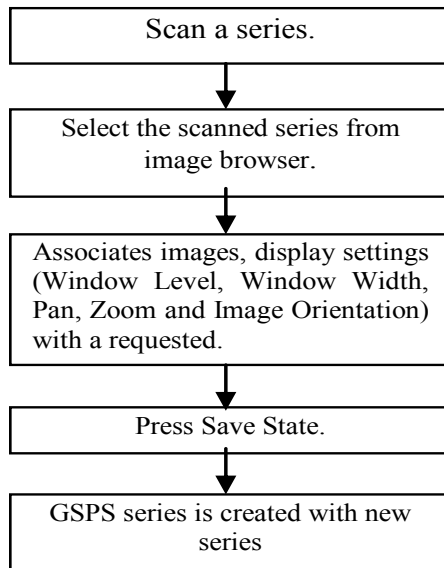 Scan a series.
Select the scanned series from
image browser.
Associates images, display settings
(Window Level, Window Width,
Pan, Zoom and Image Orientation)
with a requested.
Press Save State.
GSPS series is created with new
series